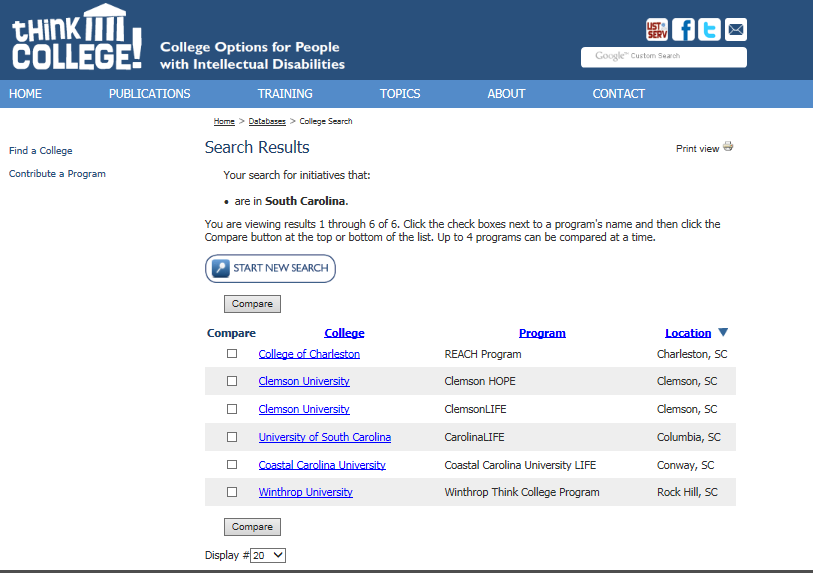 think
COLLEGE!
College Options for People
with Intellectual Disabilities
LIST
SERV
Google™ Custom Search
HOME PUBLICATIONS TRAINING TOPICS ABOUT CONTACT
Home > Databases > College Search
Find a College
Contribute a Program
Search Results
Print view
Your search for initiatives that:
• are in South Carolina.
You are viewing results 1 through 6 of 6. Click the check boxes next to a program's name and then click the
Compare button at the top or bottom of the list. Up to 4 programs can be compared at a time.
START NEW SEARCH
Compare
Compare College Program Location
College of Charleston REACH Program Charleston, SC
Clemson University Clemson HOPE Clemson, SC
Clemson University ClemsonLIFE Clemson, SC
University of South Carolina CarolinaLIFE Columbia, SC
Coastal Carolina University Coastal Carolina University LIFE Conway, SC
Winthrop University Winthrop Think College Program Rock Hill, SC
Compare
Display # 20